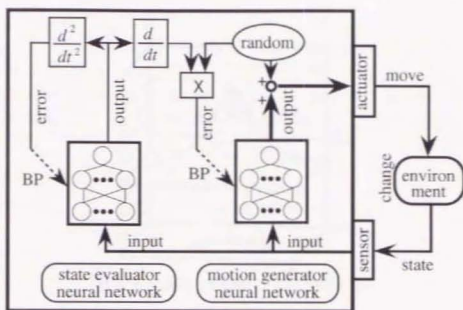 d²
dt²
d
dt
random
X
+
+
error
output
error
output
actuator
move
change
environ
ment
BP
BP
input
input
sensor
state
state evaluator
neural network
motion generator
neural network